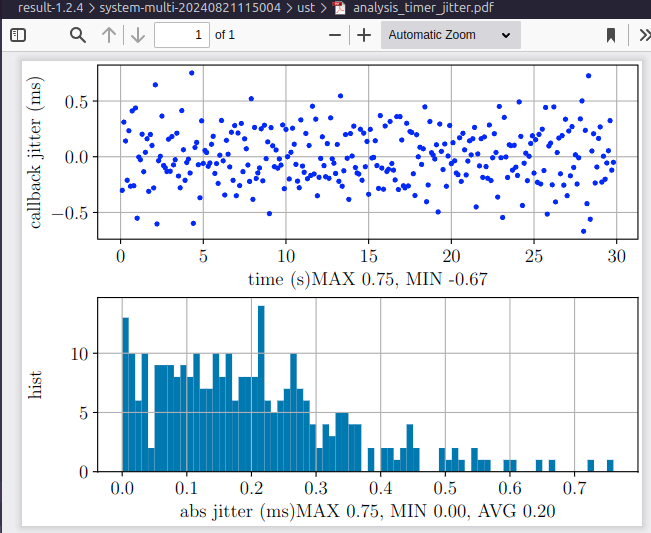 result-1.2.4 > system-multi-20240821115004 > ust > analysis_timer_jitter.pdf
1 of 1 Automatic Zoom
callback jitter (ms)
0.5
0.0
−0.5
0 5 10 15 20 25 30
time (s)MAX 0.75, MIN -0.67
hist
10
5
0
0.0 0.1 0.2 0.3 0.4 0.5 0.6 0.7
abs jitter (ms)MAX 0.75, MIN 0.00, AVG 0.20